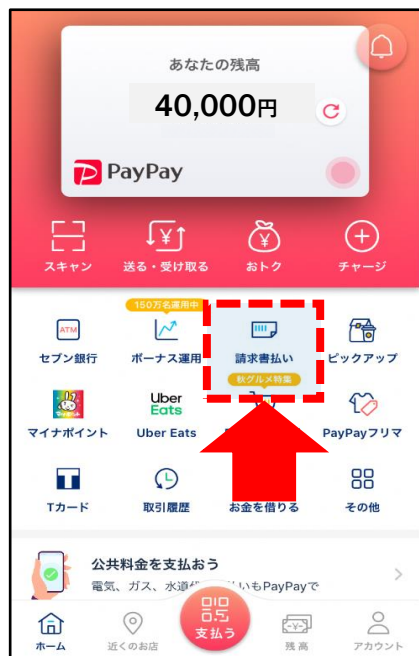 あなたの残高
40,000円
PayPay
スキャン
送る・受け取る
おトク
チャージ
150万名運用中
ATM
セブン銀行
ボーナス運用
請求書払い
ピックアップ
秋グルメ特集
マイナポイント
Uber
Eats
Uber Eats
PayPayフリマ
Tカード
取引履歴
お金を借りる
その他
公共料金を支払おう
電気、ガス、水道代
いもPayPayで
支払う
ホーム
近くのお店
残高
アカウント